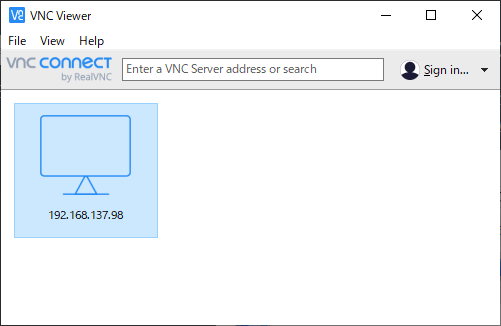 VNC Viewer
File View Help
VNC CONNECT
by RealVNC
Enter a VNC Server address or search
Sign in...
192.168.137.98